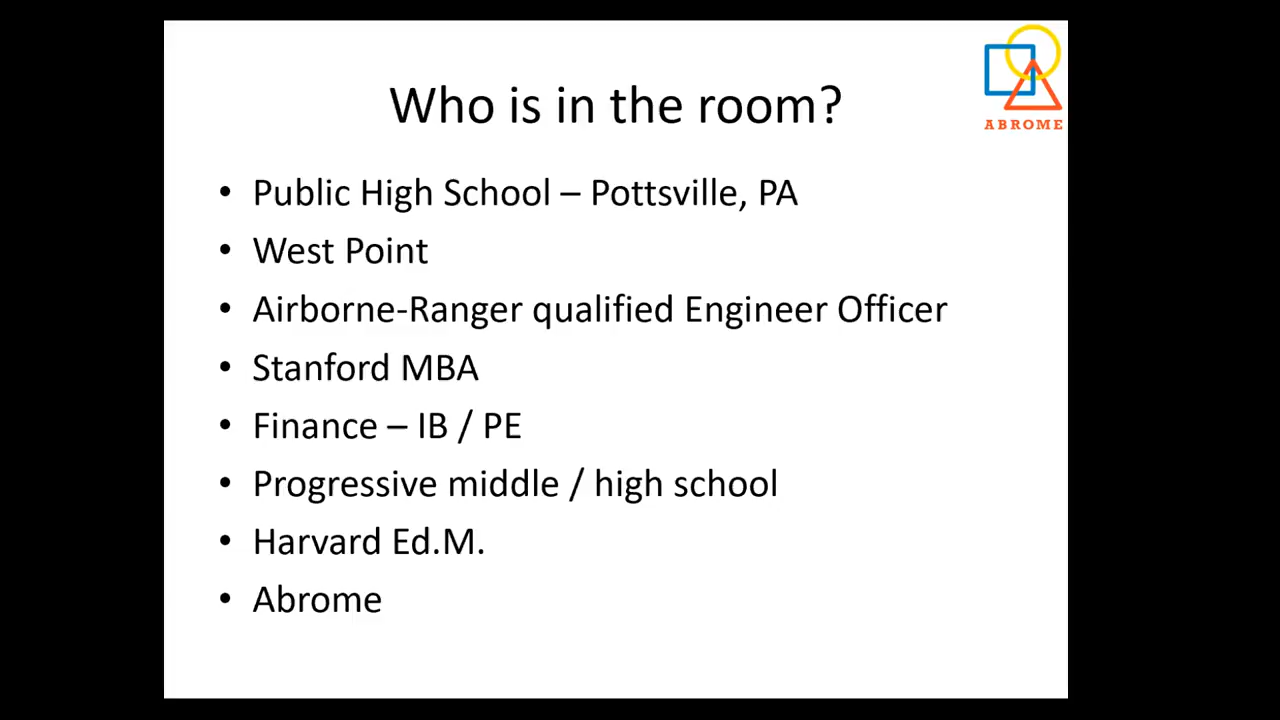 ABROME
Who is in the room?
• Public High School – Pottsville, PA
• West Point
• Airborne-Ranger qualified Engineer Officer
• Stanford MBA
• Finance – IB / PE
• Progressive middle / high school
• Harvard Ed.M.
• Abrome